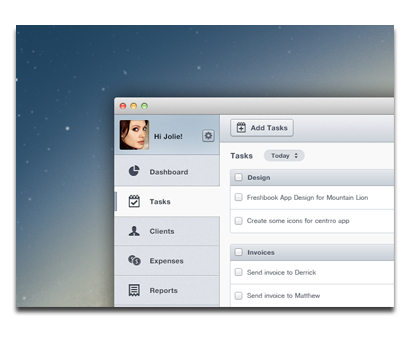 Hi Jolie!
Add Tasks
Dashboard
Tasks
Clients
Expenses
Reports
Tasks
Today
Design
Freshbook App Design for Mountain Lion
Create some icons for centrro app
Invoices
Send invoice to Derrick
Send invoice to Matthew